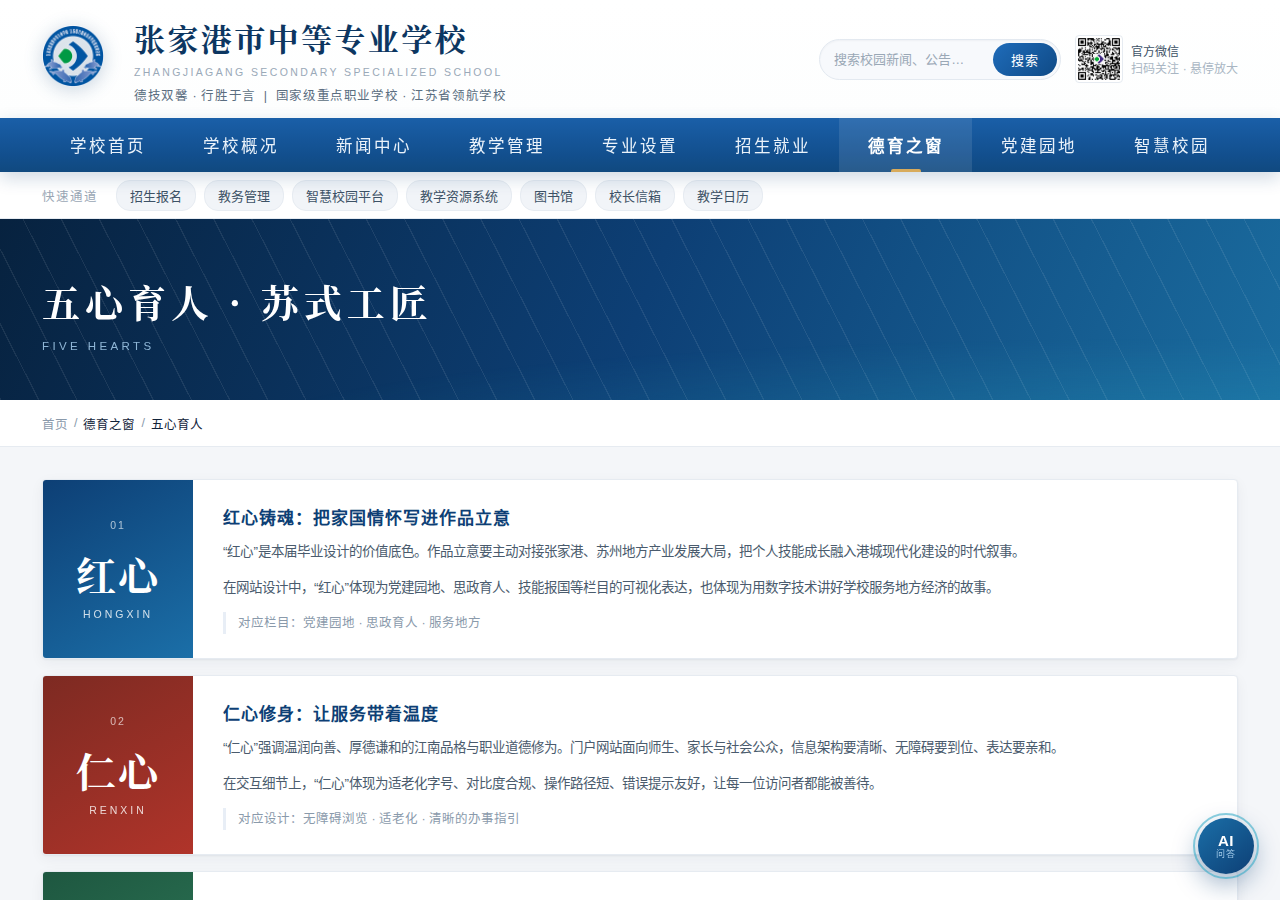 张家港市中等专业学校
ZHANGJIAGANG SECONDARY SPECIALIZED SCHOOL
德技双馨 · 行胜于言 | 国家级重点职业学校 · 江苏省领航学校
搜索校园新闻、公告…
搜索
官方微信
扫码关注 · 悬停放大
学校首页
学校概况
新闻中心
教学管理
专业设置
招生就业
德育之窗
党建园地
智慧校园
快速通道
招生报名
教务管理
智慧校园平台
教学资源系统
图书馆
校长信箱
教学日历
五心育人 · 苏式工匠
FIVE HEARTS
首页 / 德育之窗 / 五心育人
01
红心
HONGXIN
红心铸魂：把家国情怀写进作品立意
“红心”是本届毕业设计的价值底色。作品立意要主动对接张家港、苏州地方产业发展大局，把个人技能成长融入港城现代化建设的时代叙事。
在网站设计中，“红心”体现为党建园地、思政育人、技能报国等栏目的可视化表达，也体现为用数字技术讲好学校服务地方经济的故事。
对应栏目：党建园地 · 思政育人 · 服务地方
02
仁心
RENXIN
仁心修身：让服务带着温度
“仁心”强调温润向善、厚德谦和的江南品格与职业道德修为。门户网站面向师生、家长与社会公众，信息架构要清晰、无障碍要到位、表达要亲和。
在交互细节上，“仁心”体现为适老化字号、对比度合规、操作路径短、错误提示友好，让每一位访问者都能被善待。
对应设计：无障碍浏览 · 适老化 · 清晰的办事指引
AI
问答